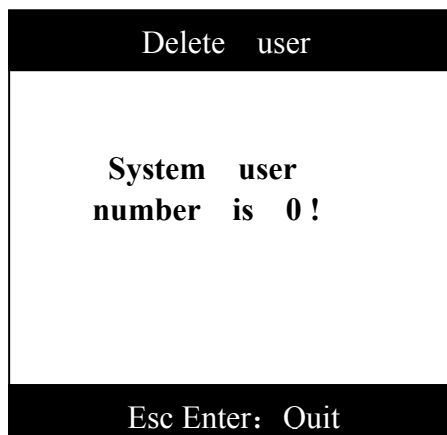 Delete user
System user
number is 0 !
Esc Enter：Ouit